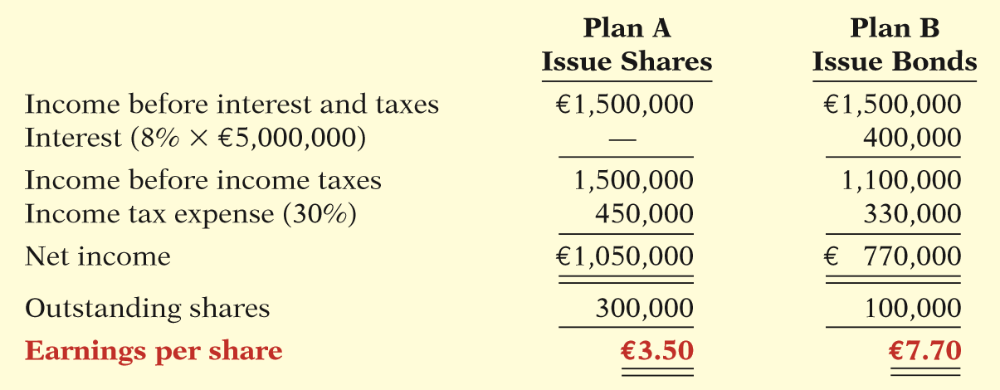 Plan A Plan B
Issue Shares Issue Bonds
Income before interest and taxes €1,500,000 €1,500,000
Interest (8% × €5,000,000) — 400,000
Income before income taxes 1,500,000 1,100,000
Income tax expense (30%) 450,000 330,000
Net income €1,050,000 € 770,000
Outstanding shares 300,000 100,000
Earnings per share €3.50 €7.70